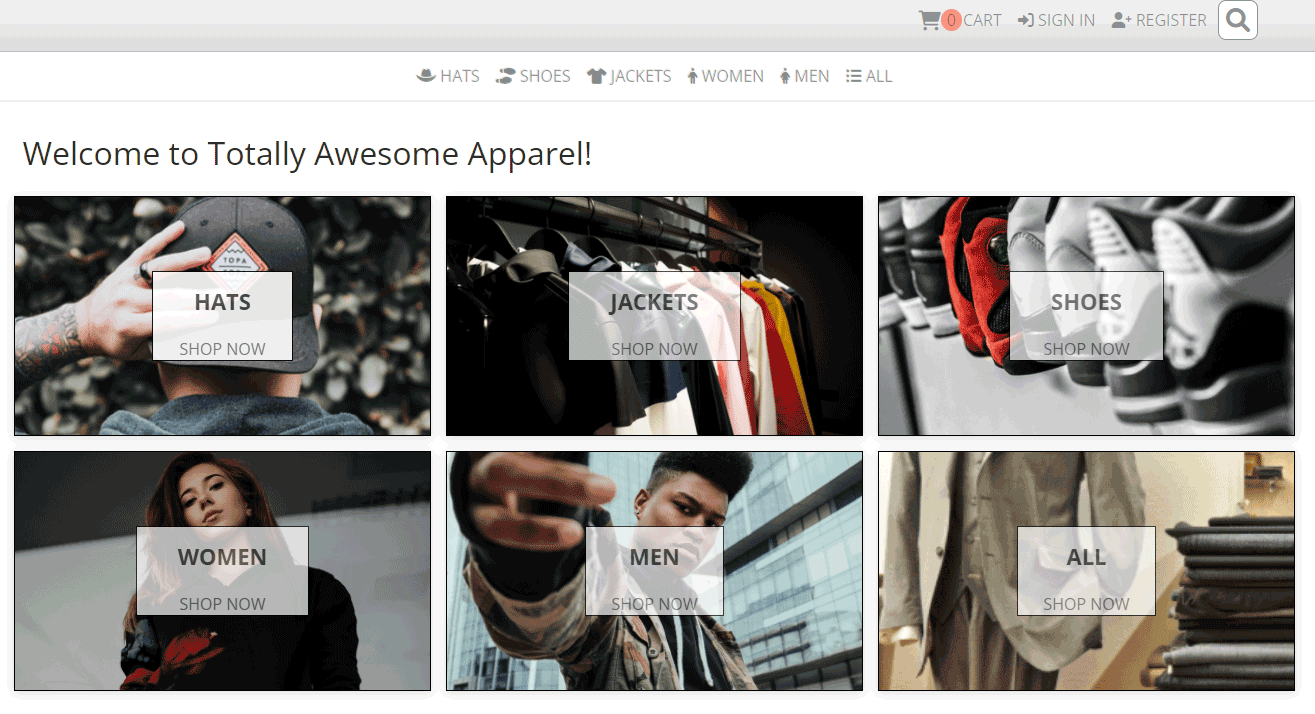 0 CART SIGN IN REGISTER
HATS SHOES JACKETS WOMEN MEN ALL
Welcome to Totally Awesome Apparel!
TOPA
HATS
SHOP NOW
JACKETS
SHOP NOW
SHOES
SHOP NOW
WOMEN
SHOP NOW
MEN
SHOP NOW
ALL
SHOP NOW